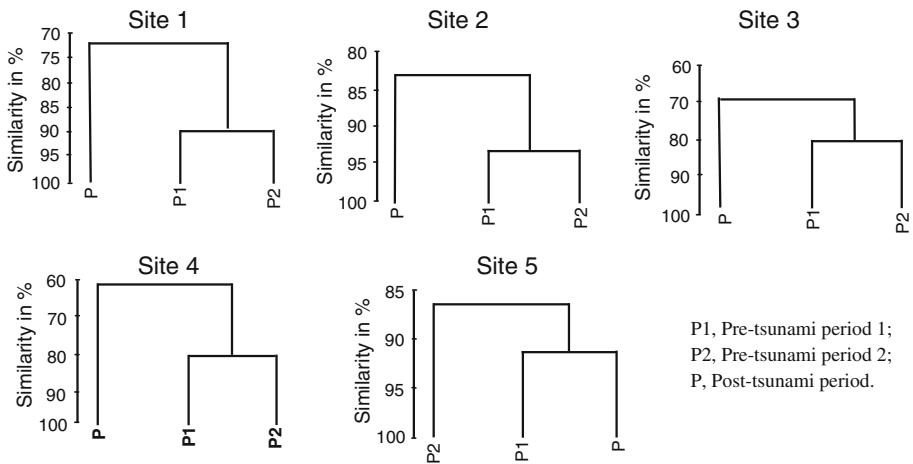 Site 1
Similarity in %
70
75
80
85
90
95
100
P
P1
P2
Site 2
Similarity in %
80
85
90
95
100
P
P1
P2
Site 3
Similarity in %
60
70
80
90
100
P
P1
P2
Site 4
Similarity in %
60
70
80
90
100
P
P1
P2
Site 5
Similarity in %
85
90
95
100
P2
P1
P
P1, Pre-tsunami period 1;
P2, Pre-tsunami period 2;
P, Post-tsunami period.